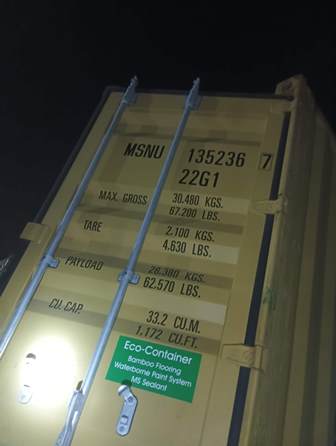 MSNU 135236 7
22G1
MAX. GROSS 30.480 KGS.
67.200 LBS.
TARE 2.100 KGS.
4.630 LBS.
PAYLOAD 28.380 KGS.
62.570 LBS.
CU. CAP. 33.2 CU.M.
1.172 CU.FT.
Eco-Container
Bamboo Flooring
Waterborne Paint System
MS Sealant